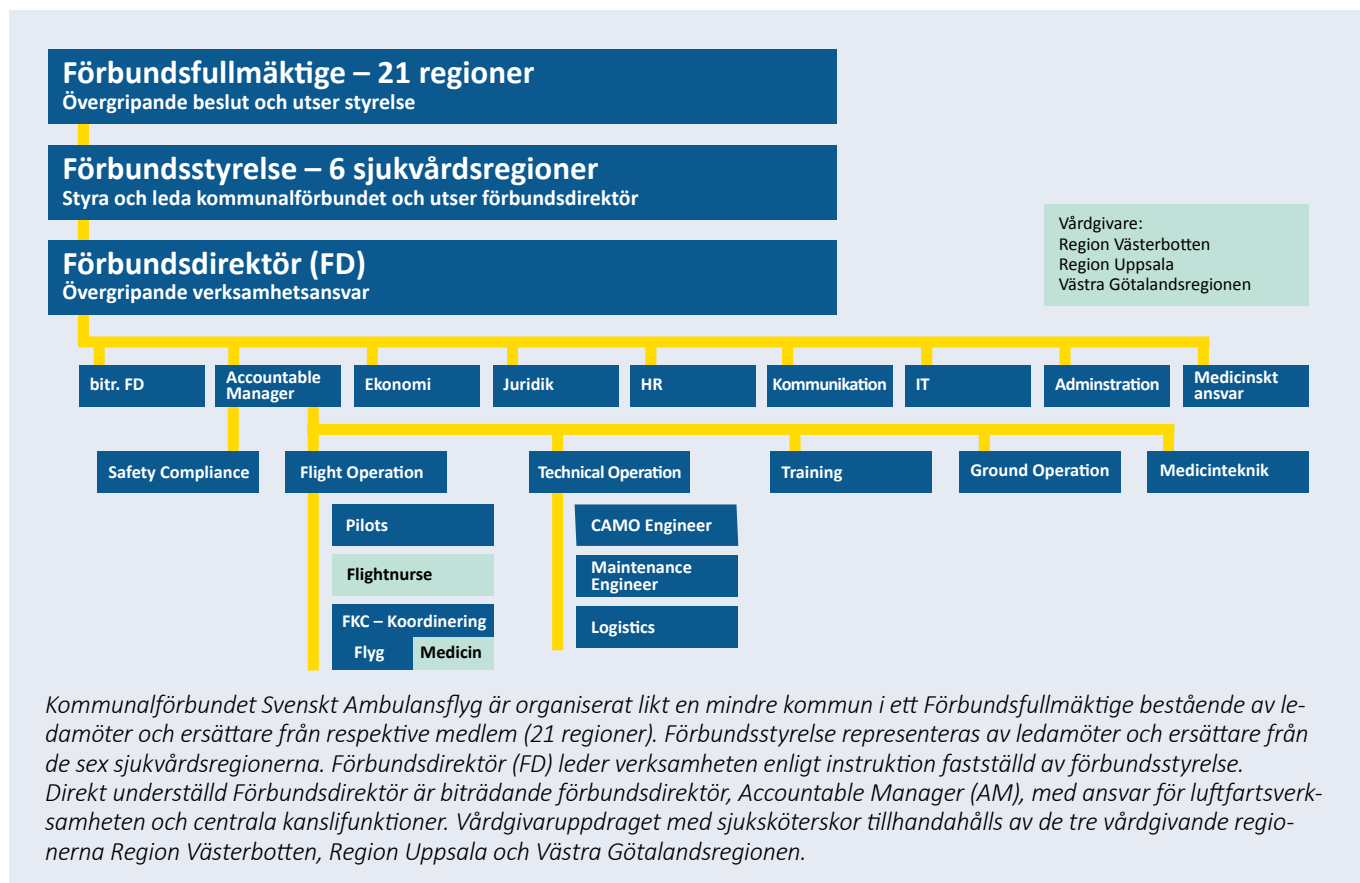 Förbundsfullmäktige – 21 regioner
Övergripande beslut och utser styrelse
Förbundsstyrelse – 6 sjukvårdsregioner
Styra och leda kommunalförbundet och utser förbundsdirektör
Förbundsdirektör (FD)
Övergripande verksamhetsansvar
Vårdgivare:
Region Västerbotten
Region Uppsala
Västra Götalandsregionen
bitr. FD
Accountable
Manager
Ekonomi
Juridik
HR
Kommunikation
IT
Adminstration
Medicinskt
ansvar
Safety Compliance
Flight Operation
Technical Operation
Training
Ground Operation
Medicinteknik
Pilots
Flightnurse
FKC – Koordinering
Flyg
Medicin
CAMO Engineer
Maintenance
Engineer
Logistics
Kommunalförbundet Svenskt Ambulansflyg är organiserat likt en mindre kommun i ett Förbundsfullmäktige bestående av le-
damöter och ersättare från respektive medlem (21 regioner). Förbundsstyrelse representeras av ledamöter och ersättare från
de sex sjukvårdsregionerna. Förbundsdirektör (FD) leder verksamheten enligt instruktion fastställd av förbundsstyrelse.
Direkt underställd Förbundsdirektör är biträdande förbundsdirektör, Accountable Manager (AM), med ansvar för luftfartsverk-
samheten och centrala kanslifunktioner. Vårdgivaruppdraget med sjuksköterskor tillhandahålls av de tre vårdgivande regio-
nerna Region Västerbotten, Region Uppsala och Västra Götalandsregionen.